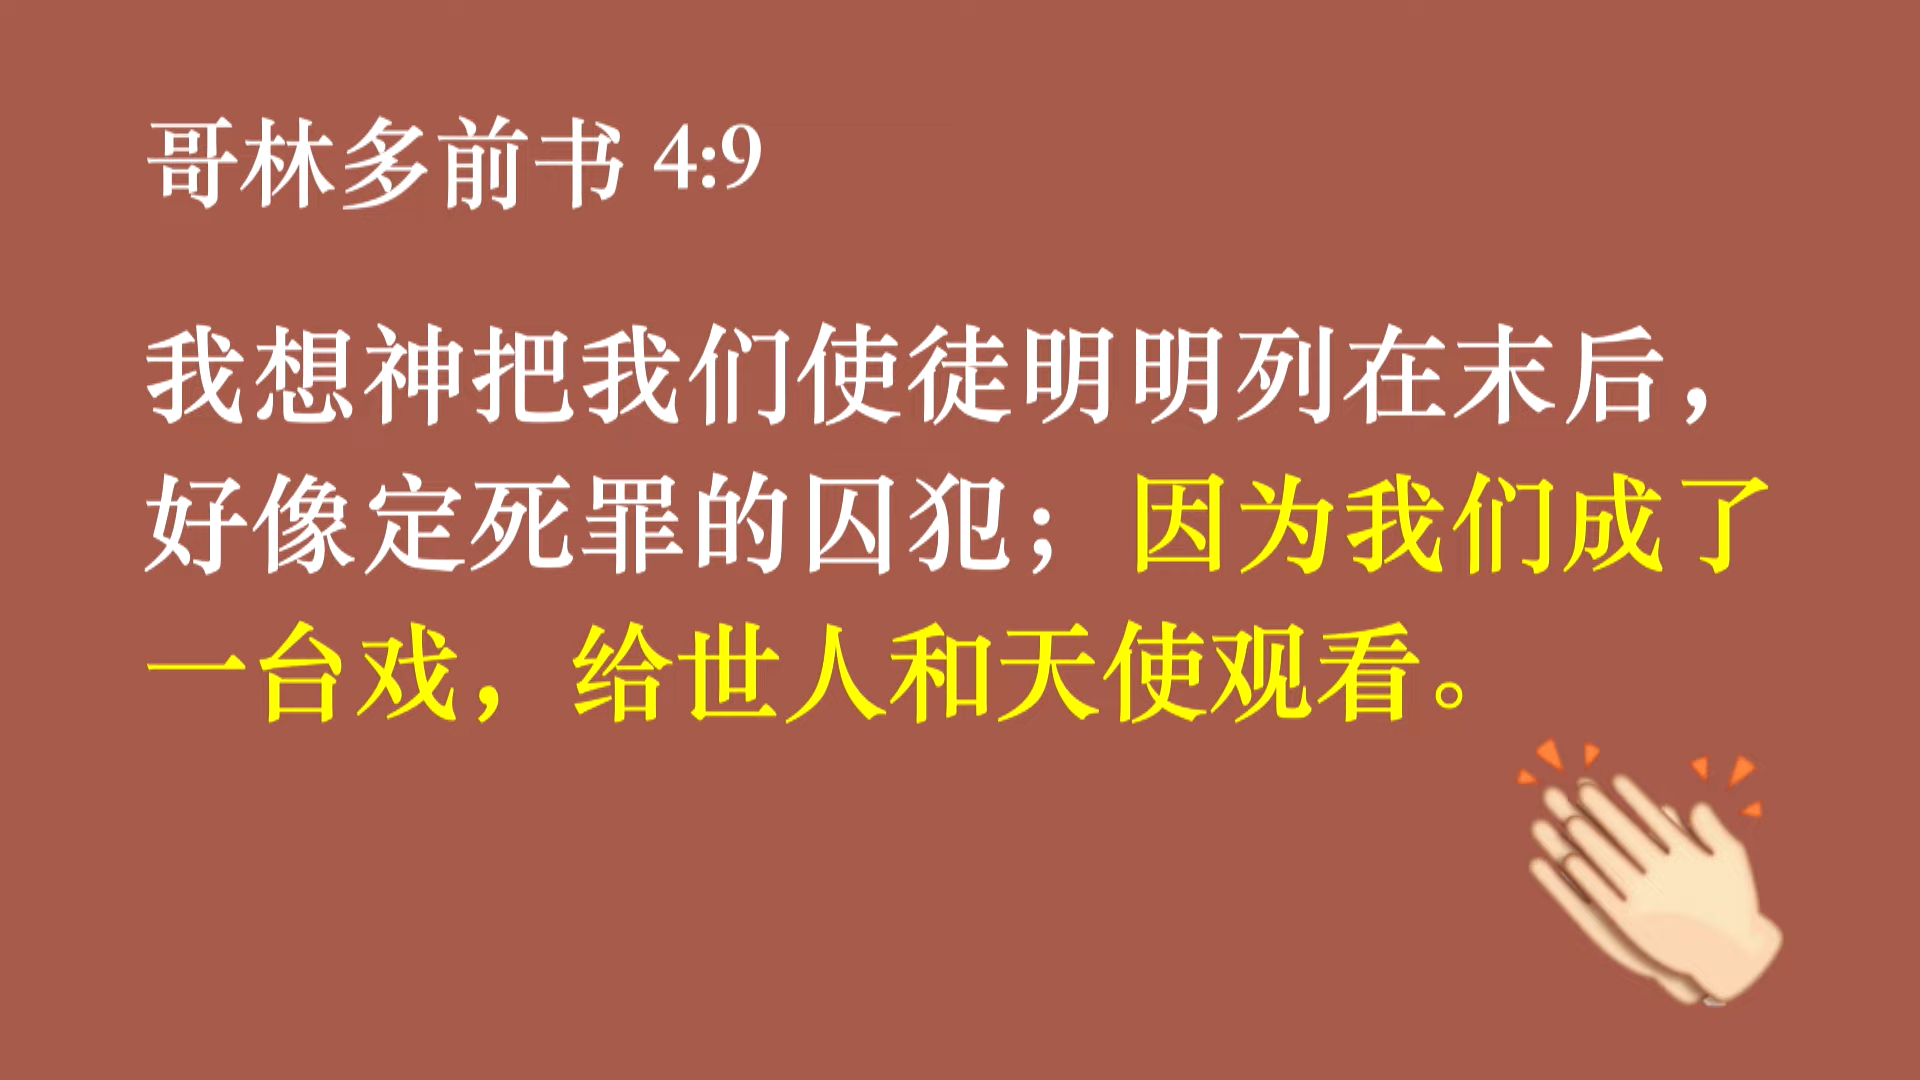 哥林多前书 4:9
我想神把我们使徒明明列在末后，
好像定死罪的囚犯；因为我们成了
一台戏，给世人和天使观看。